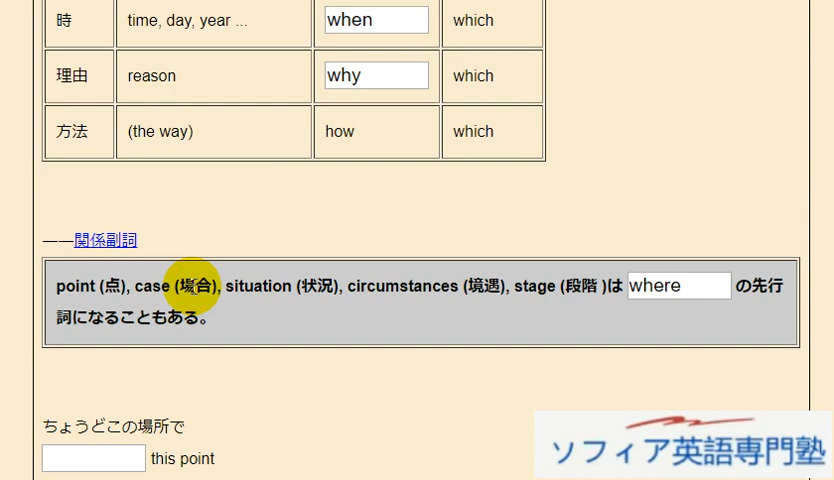 時 time, day, year ... when which
理由 reason why which
方法 (the way) how which
——関係副詞
point (点), case (場合), situation (状況), circumstances (境遇), stage (段階 )は where の先行
詞になることもある。
ちょうどこの場所で
this point
ソフィア英語専門塾